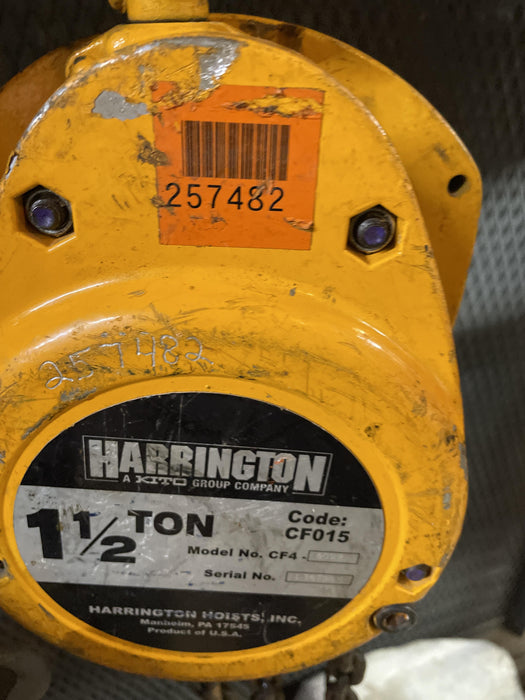 257482
257482
HARRINGTON
A KITO GROUP COMPANY
1 1/2 TON
Code:
CF015
Model No. CF4 -
Serial No.
HARRINGTON HOISTS, INC.
Manheim, PA 17545
Product of U.S.A.